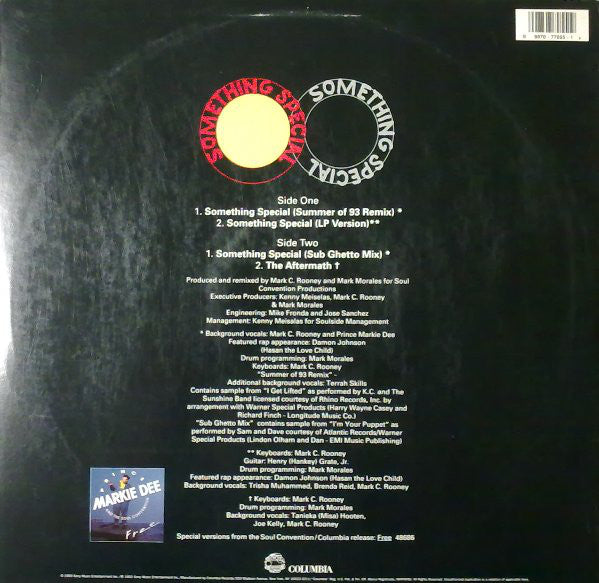 SOMETHING SPECIAL
SOMETHING SPECIAL
Side One
1. Something Special (Summer of 93 Remix) *
2. Something Special (LP Version)**
Side Two
1. Something Special (Sub Ghetto Mix) *
2. The Aftermath †
Produced and remixed by Mark C. Rooney and Mark Morales for Soul
Convention Productions
Executive Producers: Kenny Meiselas, Mark C. Rooney
& Mark Morales
Engineering: Mike Fronda and Jose Sanchez
Management: Kenny Meisalas for Soulside Management
* Background vocals: Mark C. Rooney and Prince Markie Dee
Featured rap appearance: Damon Johnson
(Hasan the Love Child)
Drum programming: Mark Morales
Keyboards: Mark C. Rooney
"Summer of 93 Remix" -
Additional background vocals: Terrah Skills
Contains sample from "I Get Lifted" as performed by K.C. and The
Sunshine Band licensed courtesy of Rhino Records, Inc. by
arrangement with Warner Special Products (Harry Wayne Casey and
Richard Finch - Longitude Music Co.)
"Sub Ghetto Mix" contains sample from "I'm Your Puppet" as
performed by Sam and Dave courtesy of Atlantic Records/Warner
Special Products (Lindon Olham and Dan - EMI Music Publishing)
** Keyboards: Mark C. Rooney
Guitar: Henry (Hankey) Grate, Jr.
Drum programming: Mark Morales
Featured rap appearance: Damon Johnson (Hasan the Love Child)
Background vocals: Trisha Muhammed, Brenda Reid, Mark C. Rooney
† Keyboards: Mark C. Rooney
Drum programming: Mark Morales
Background vocals: Tanieka (Misa) Hooten,
Joe Kelly, Mark C. Rooney
MARKIE DEE
Free
Special versions from the Soul Convention/Columbia release: Free 48686
COLUMBIA